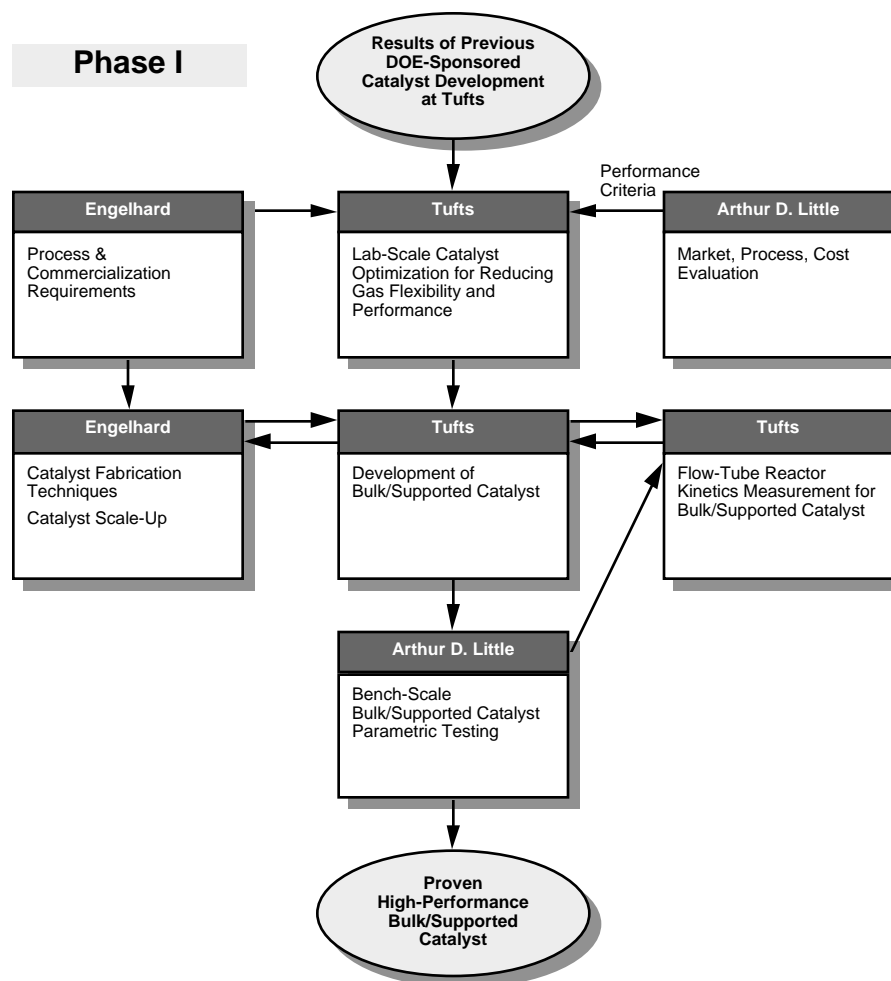 Phase I
Results of Previous
DOE-Sponsored
Catalyst Development
at Tufts
Performance
Criteria
Engelhard
Process &
Commercialization
Requirements
Tufts
Lab-Scale Catalyst
Optimization for Reducing
Gas Flexibility and
Performance
Arthur D. Little
Market, Process, Cost
Evaluation
Engelhard
Catalyst Fabrication
Techniques
Catalyst Scale-Up
Tufts
Development of
Bulk/Supported Catalyst
Tufts
Flow-Tube Reactor
Kinetics Measurement for
Bulk/Supported Catalyst
Arthur D. Little
Bench-Scale
Bulk/Supported Catalyst
Parametric Testing
Proven
High-Performance
Bulk/Supported
Catalyst